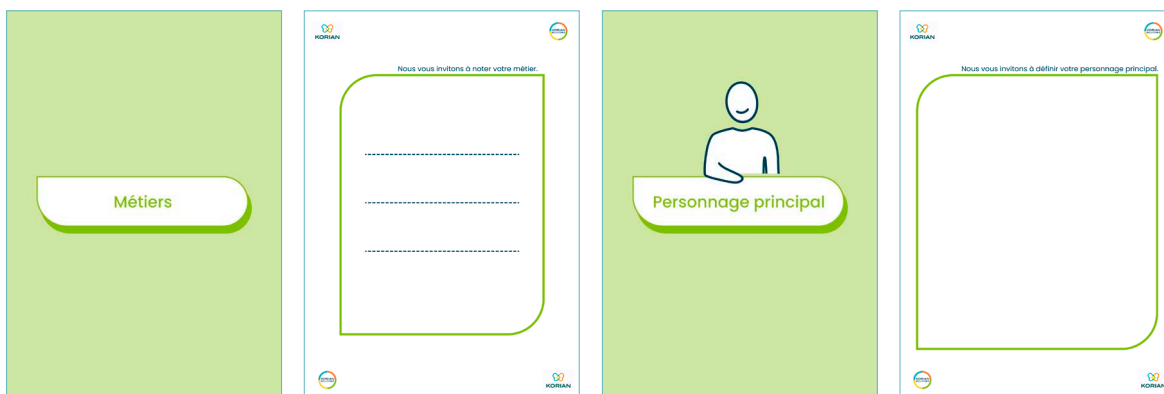 Métiers
KORIAN
Nous vous invitons à noter votre métier.
KORIAN
Personnage principal
KORIAN
Nous vous invitons à définir votre personnage principal.
KORIAN